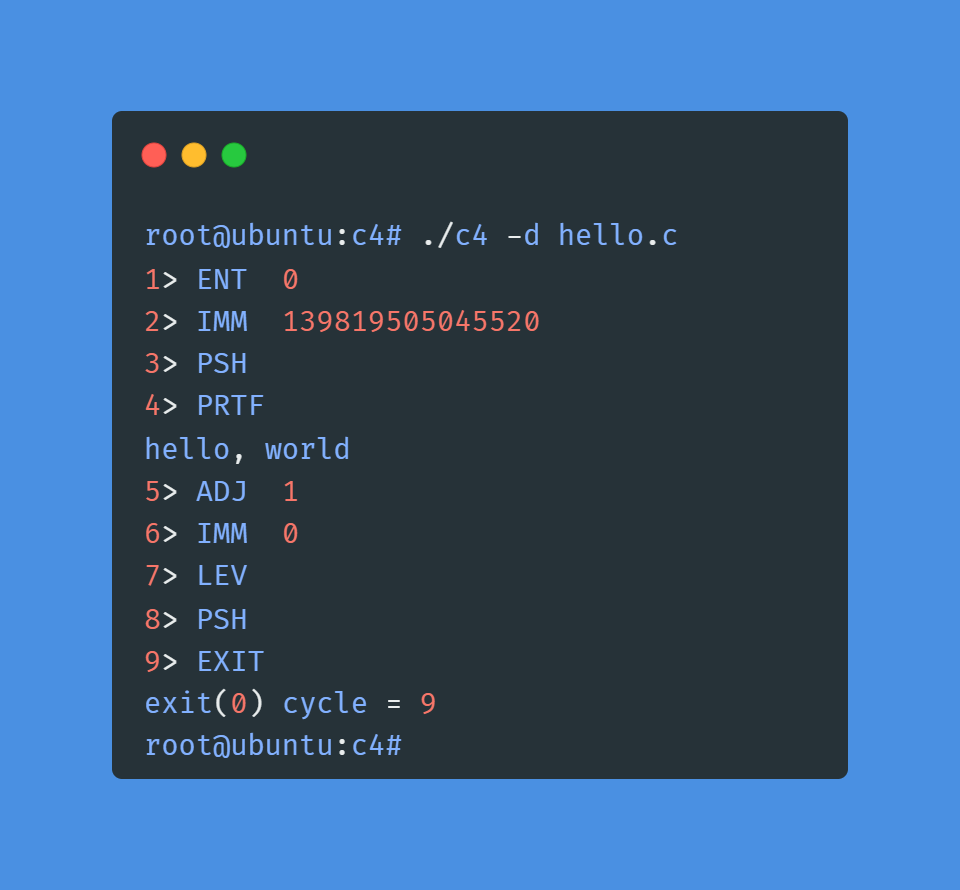 root@ubuntu:c4# ./c4 -d hello.c
1> ENT  0
2> IMM  139819505045520
3> PSH
4> PRTF
hello, world
5> ADJ  1
6> IMM  0
7> LEV
8> PSH
9> EXIT
exit(0) cycle = 9
root@ubuntu:c4#